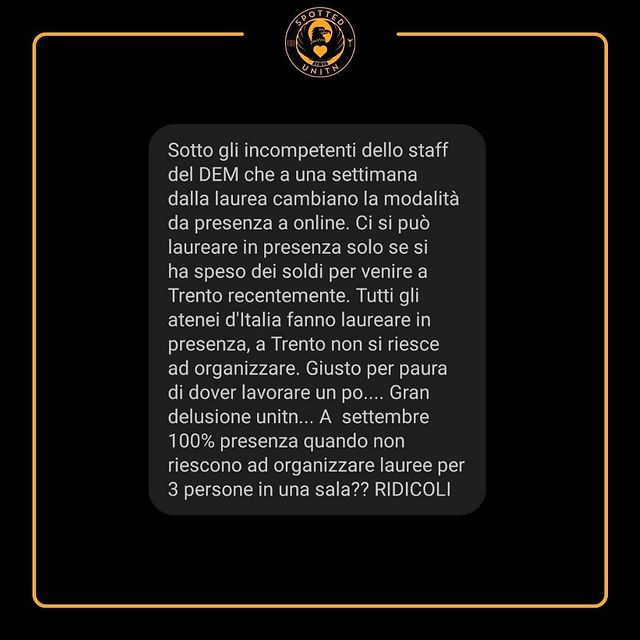 SPOTTED
UNITN
Sotto gli incompetenti dello staff
del DEM che a una settimana
dalla laurea cambiano la modalità
da presenza a online. Ci si può
laureare in presenza solo se si
ha speso dei soldi per venire a
Trento recentemente. Tutti gli
atenei d'Italia fanno laureare in
presenza, a Trento non si riesce
ad organizzare. Giusto per paura
di dover lavorare un po.... Gran
delusione unitn... A  settembre
100% presenza quando non
riescono ad organizzare lauree per
3 persone in una sala?? RIDICOLI